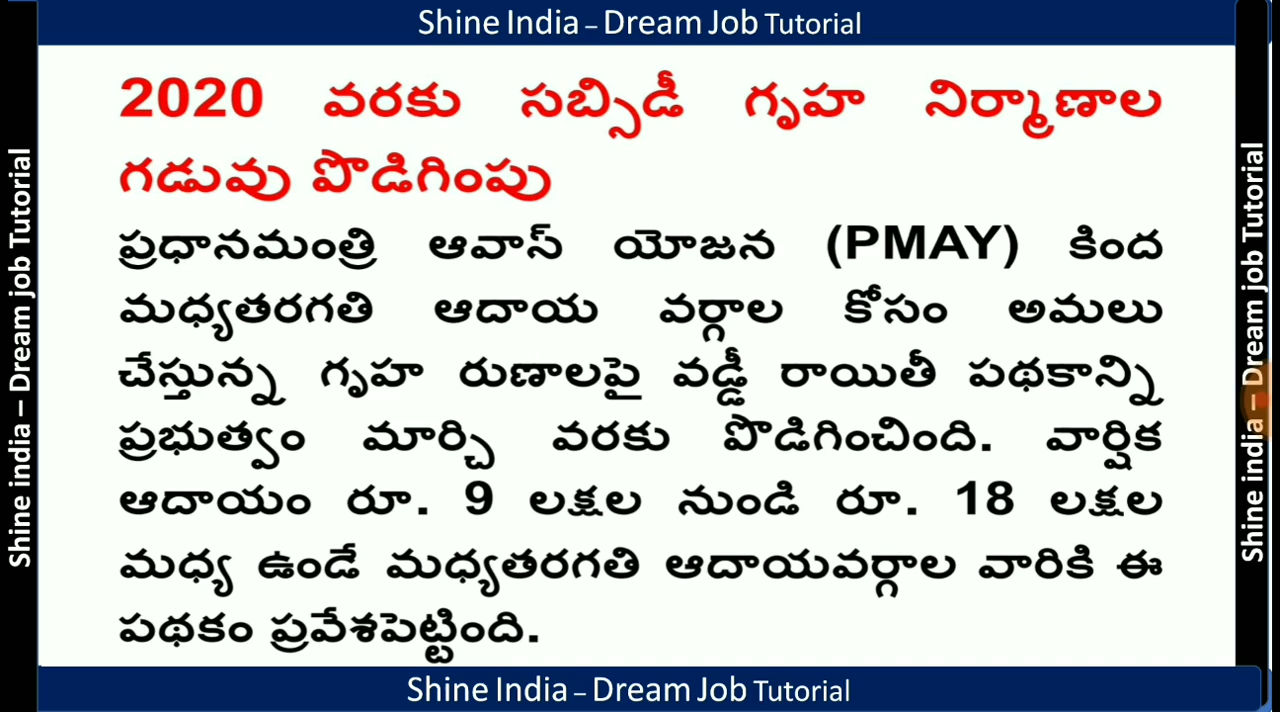 Shine India – Dream Job Tutorial
2020 వరకు సబ్సిడీ గృహ నిర్మాణాల
గడువు పొడిగింపు
ప్రధానమంత్రి ఆవాస్ యోజన (PMAY) కింద
మధ్యతరగతి ఆదాయ వర్గాల కోసం అమలు
చేస్తున్న గృహ రుణాలపై వడ్డీ రాయితీ పథకాన్ని
ప్రభుత్వం మార్చి వరకు పొడిగించింది. వార్షిక
ఆదాయం రూ. 9 లక్షల నుండి రూ. 18 లక్షల
మధ్య ఉండే మధ్యతరగతి ఆదాయవర్గాల వారికి ఈ
పథకం ప్రవేశపెట్టింది.
Shine India – Dream Job Tutorial
Shine india – Dream job Tutorial
Shine india – Dream job Tutorial